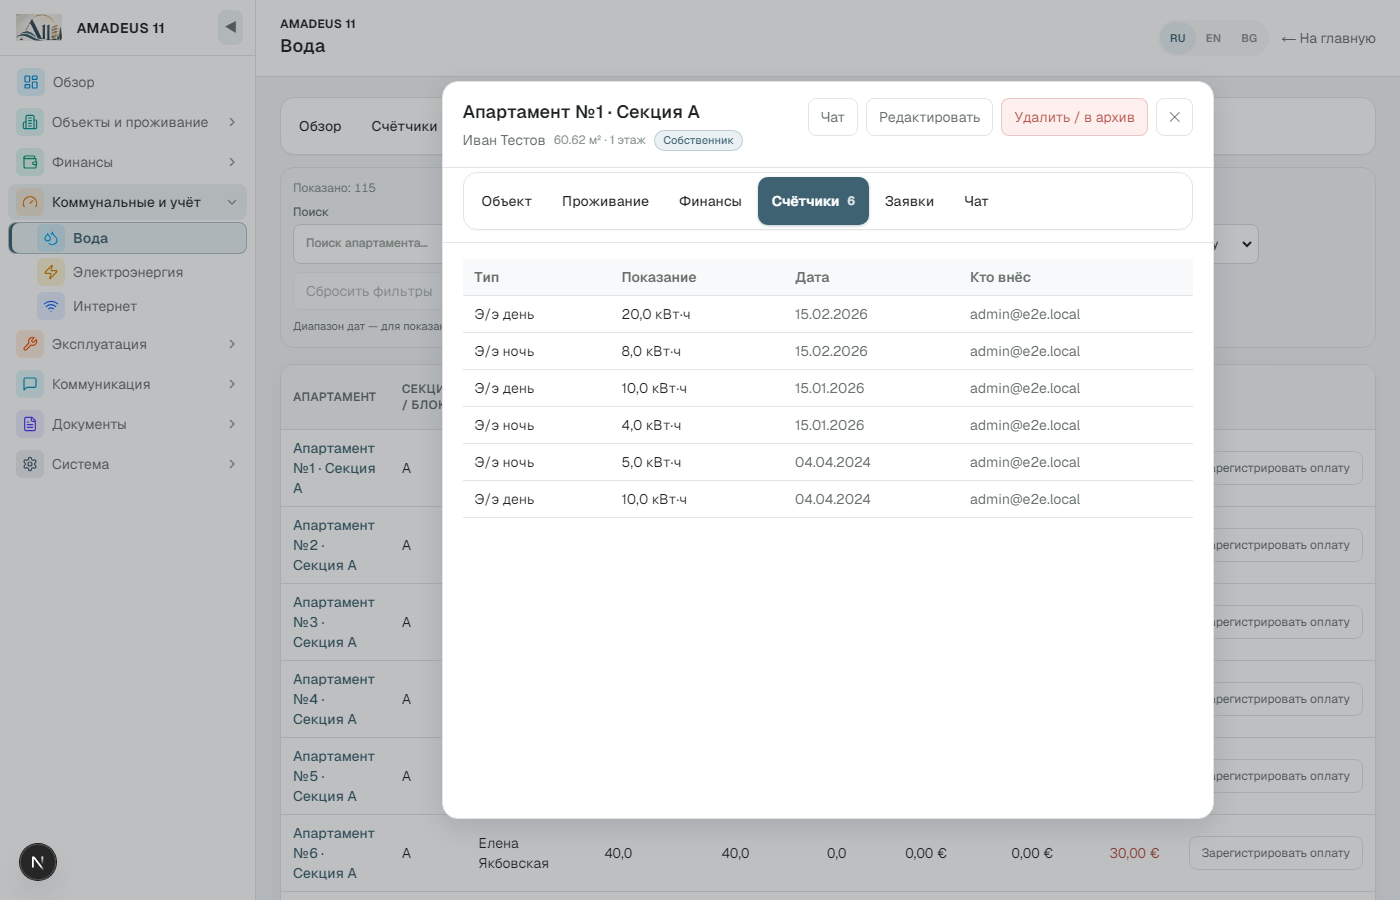 AMADEUS 11
Обзор
Объекты и проживание
Финансы
Коммунальные и учёт
Вода
Электроэнергия
Интернет
Эксплуатация
Коммуникация
Документы
Система
AMADEUS 11
Вода
RU EN BG ← На главную
Обзор Счётчики
Показано: 115
Поиск
Поиск апартамента...
Сбросить фильтры
Диапазон дат — для
Апартамент №1 · Секция А
Иван Тестов 60.62 м² · 1 этаж Собственник
Чат Редактировать Удалить / в архив
Объект Проживание Финансы Счётчики 6 Заявки Чат
Тип Показание Дата Кто внёс
Э/э день 20,0 кВт·ч 15.02.2026 admin@e2e.local
Э/э ночь 8,0 кВт·ч 15.02.2026 admin@e2e.local
Э/э день 10,0 кВт·ч 15.01.2026 admin@e2e.local
Э/э ночь 4,0 кВт·ч 15.01.2026 admin@e2e.local
Э/э ночь 5,0 кВт·ч 04.04.2024 admin@e2e.local
Э/э день 10,0 кВт·ч 04.04.2024 admin@e2e.local
АПАРТАМЕНТ
/
Апартамент
№1 · Секция А
А
оплату
Апартамент
№2 ·
Секция А
А
оплату
Апартамент
№3 ·
Секция А
А
оплату
Апартамент
№4 ·
Секция А
А
оплату
Апартамент
№5 ·
Секция А
А
оплату
Апартамент
№6 ·
Секция А
А
Елена
Якбовская
40,0 40,0 0,0 0,00 € 0,00 € 30,00 € Зарегистрировать оплату
N